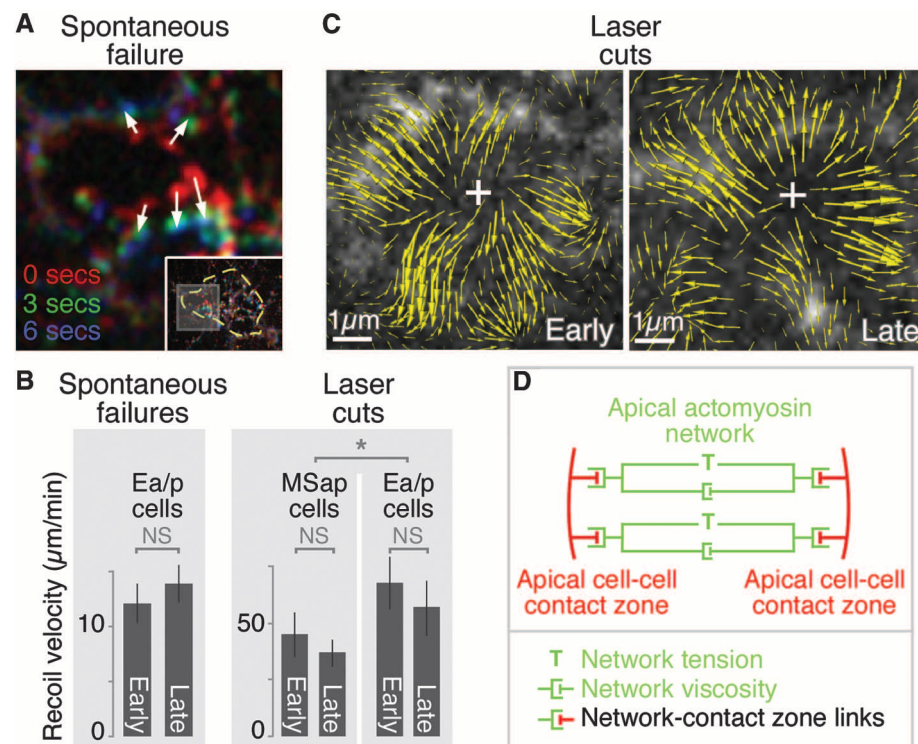 A
Spontaneous
failure
0 secs
3 secs
6 secs
C
Laser
cuts
1µm
Early
1µm
Late
B
Spontaneous
failures
Laser
cuts
Recoil velocity (µm/min)
Ea/p
cells
NS
10
0
Early
Late
*
MSap
cells
NS
Ea/p
cells
NS
50
0
Early
Late
Early
Late
D
Apical actomyosin
network
T
T
Apical cell-cell
contact zone
Apical cell-cell
contact zone
T Network tension
Network viscosity
Network-contact zone links